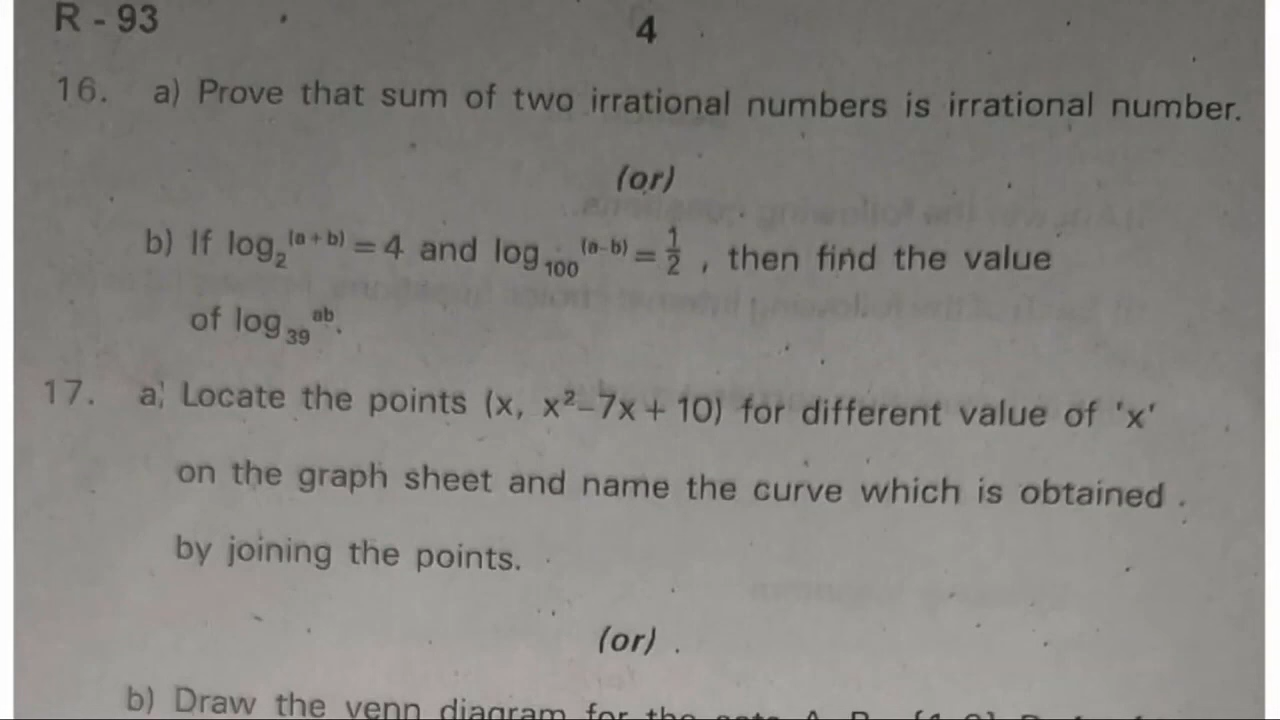 R - 93
4
16. a) Prove that sum of two irrational numbers is irrational number.
(or)
b) If log₂⁽ᵃ⁺ᵇ⁾ = 4 and log₁₀₀⁽ᵃ⁻ᵇ⁾ = 1/2 , then find the value
of log₃₉ᵃᵇ.
17. a) Locate the points (x, x²–7x + 10) for different value of 'x'
on the graph sheet and name the curve which is obtained
by joining the points.
(or)
b) Draw the venn diagram for the sets A